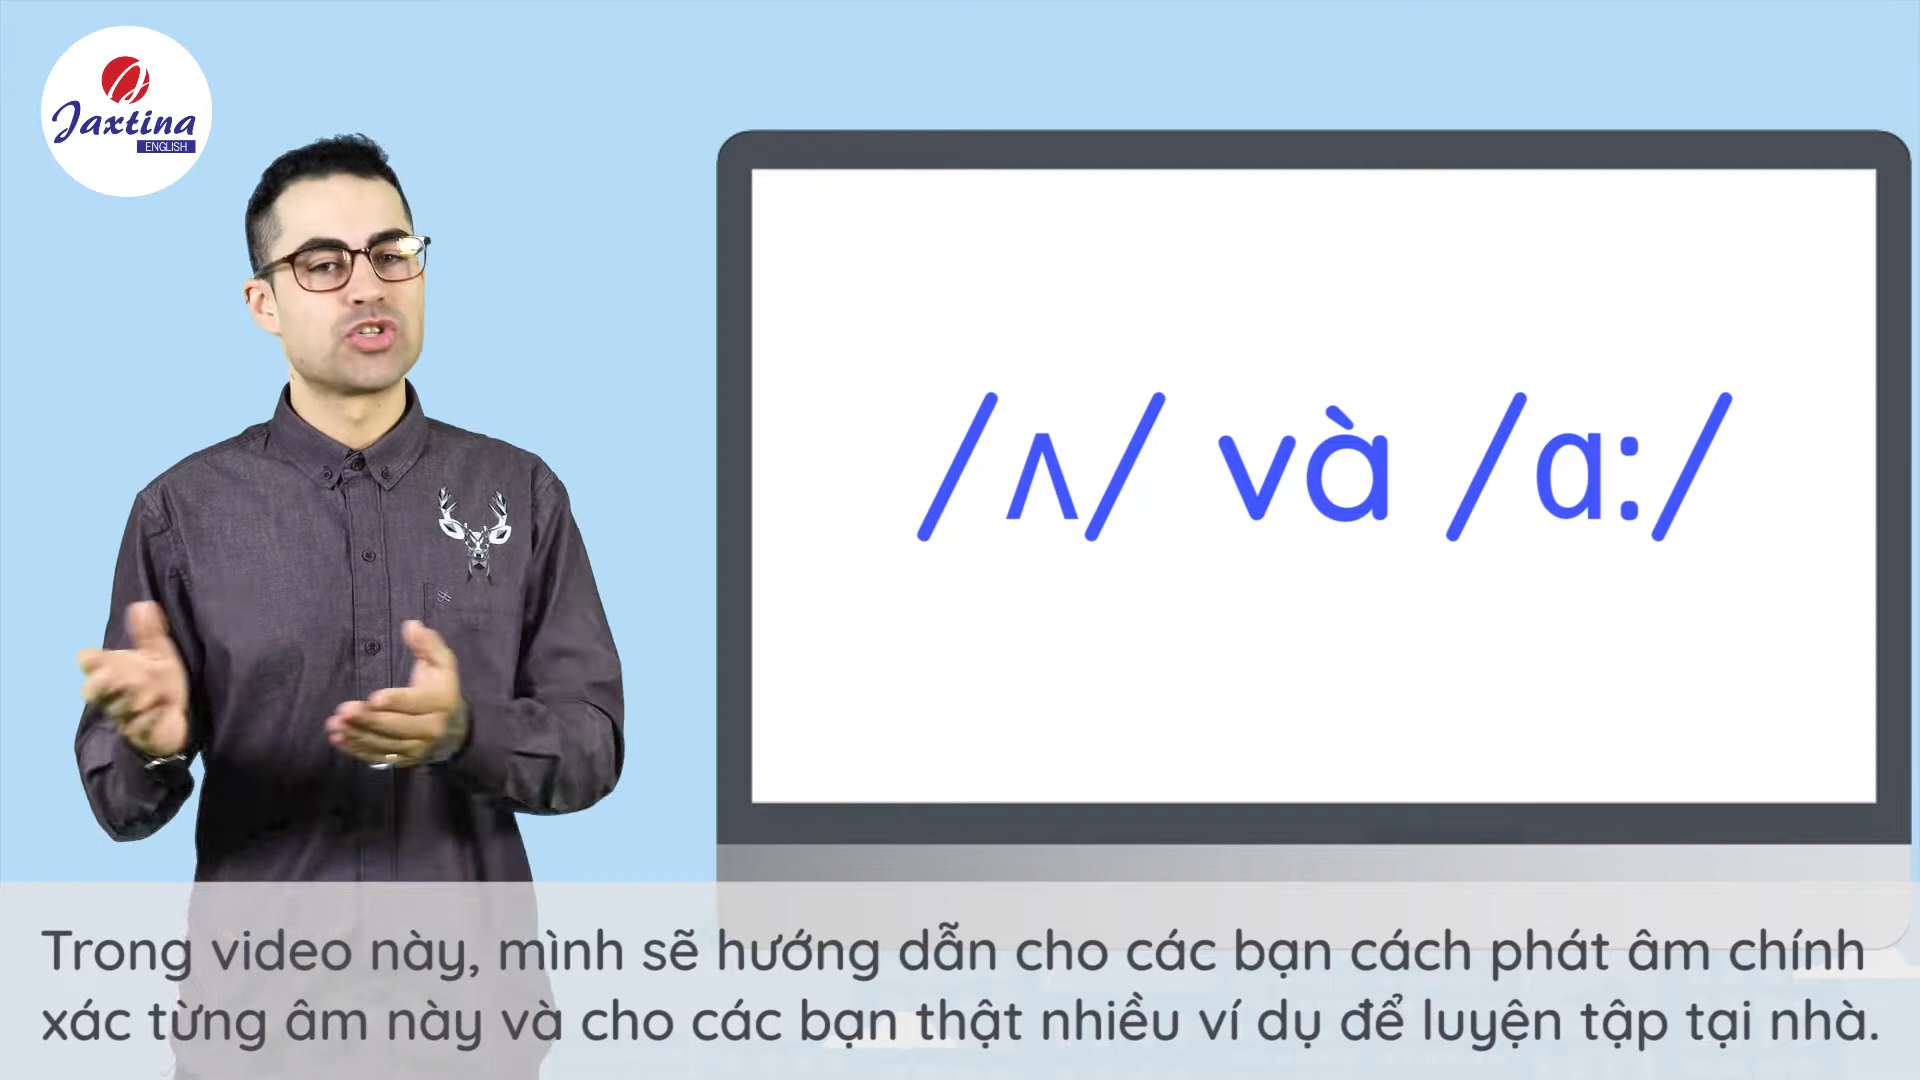 Jaxtina
ENGLISH
/ʌ/ và /ɑ:/
Trong video này, mình sẽ hướng dẫn cho các bạn cách phát âm chính
xác từng âm này và cho các bạn thật nhiều ví dụ để luyện tập tại nhà.